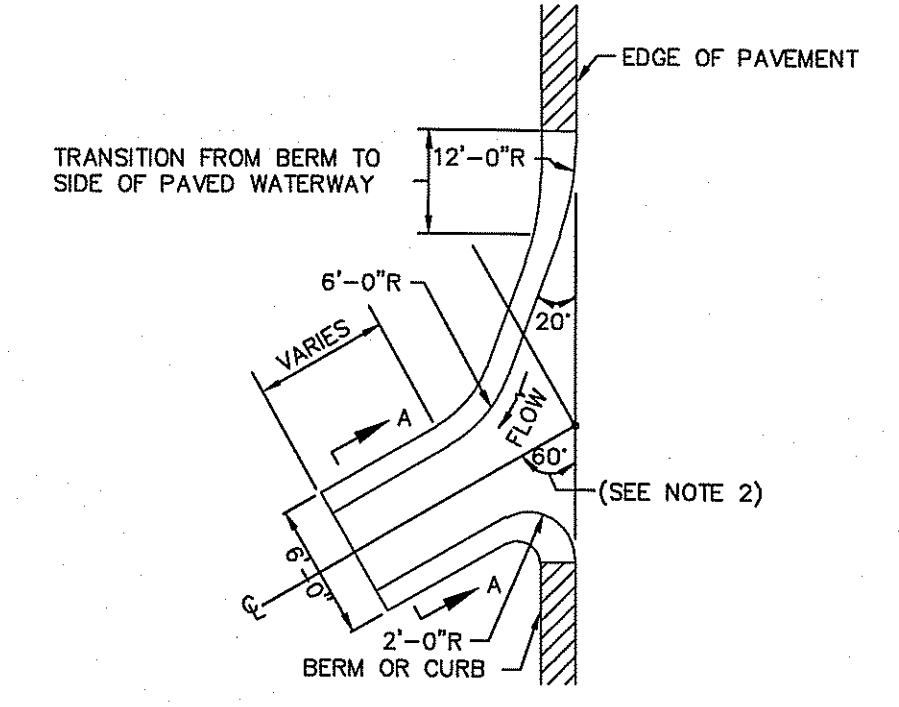 EDGE OF PAVEMENT
TRANSITION FROM BERM TO
SIDE OF PAVED WATERWAY
12'-0"R
6'-0"R
20°
VARIES
A
FLOW
60°
(SEE NOTE 2)
6'-0"
℄
A
2'-0"R
BERM OR CURB